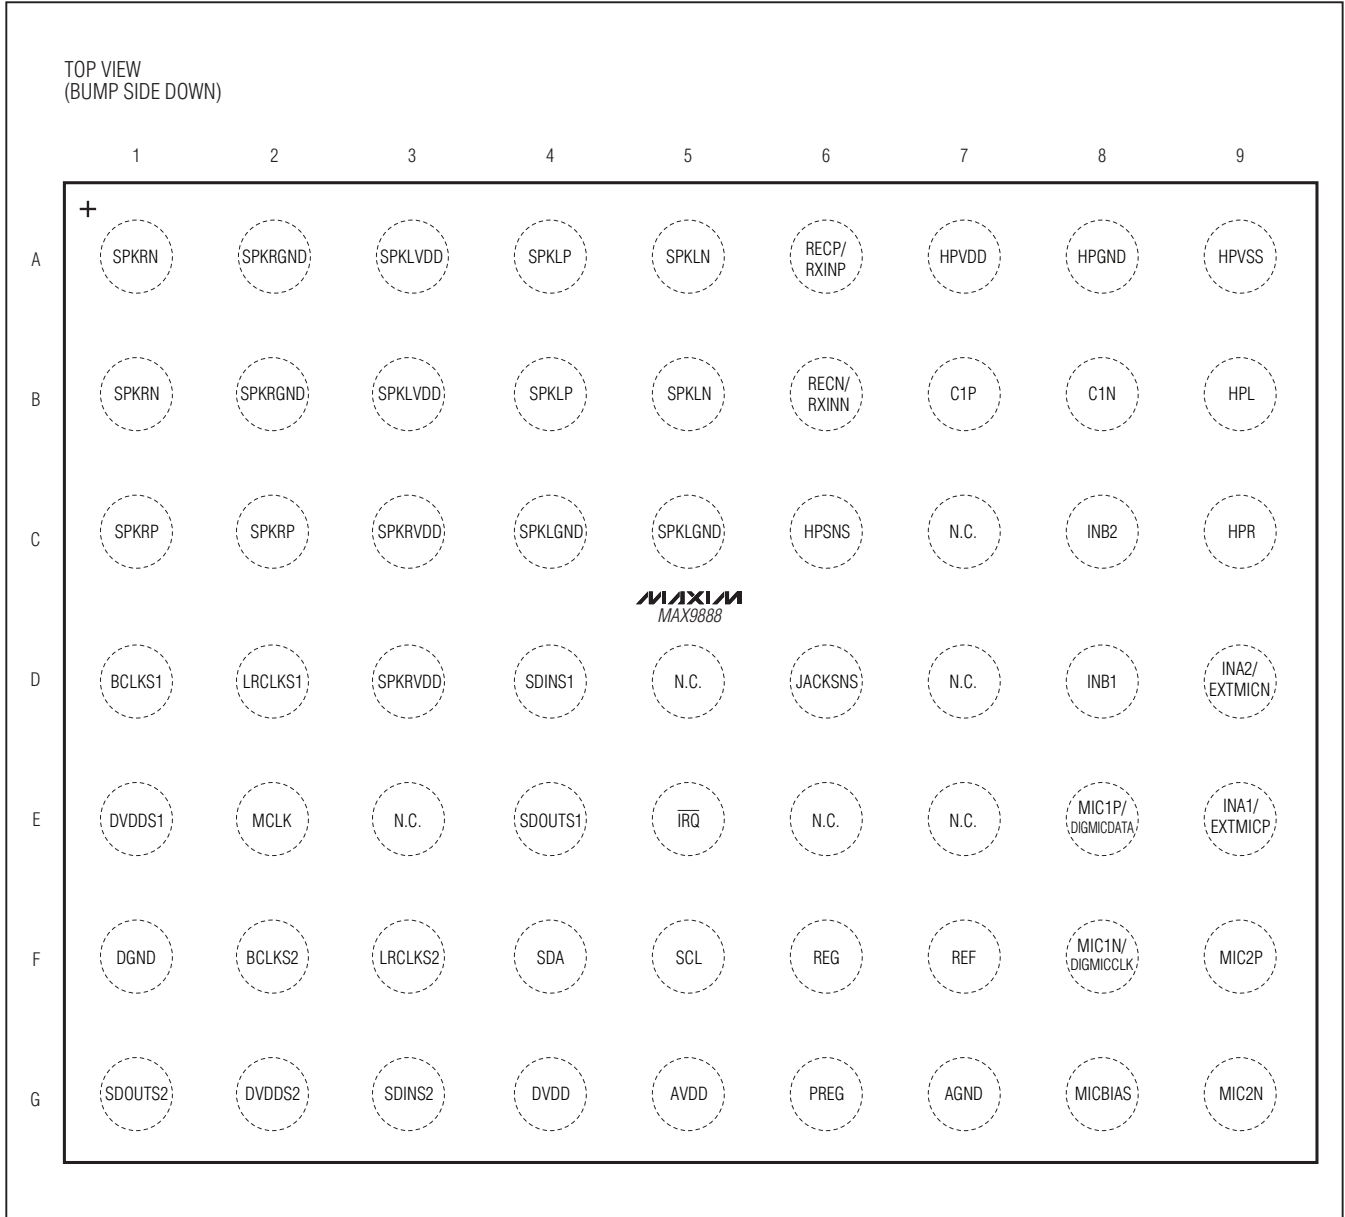 TOP VIEW
(BUMP SIDE DOWN)
1 2 3 4 5 6 7 8 9
+
A SPKRN SPKRGND SPKLVDD SPKLP SPKLN RECP/ RXINP HPVDD HPGND HPVSS
B SPKRN SPKRGND SPKLVDD SPKLP SPKLN RECN/ RXINN C1P C1N HPL
C SPKRP SPKRP SPKRVDD SPKLGND SPKLGND HPSNS N.C. INB2 HPR
MAXIM
MAX9888
D BCLKS1 LRCLKS1 SPKRVDD SDINS1 N.C. JACKSNS N.C. INB1 INA2/ EXTMICN
E DVDDS1 MCLK N.C. SDOUTS1 I̅R̅Q̅ N.C. N.C. MIC1P/ DIGMICDATA INA1/ EXTMICP
F DGND BCLKS2 LRCLKS2 SDA SCL REG REF MIC1N/ DIGMICCLK MIC2P
G SDOUTS2 DVDDS2 SDINS2 DVDD AVDD PREG AGND MICBIAS MIC2N